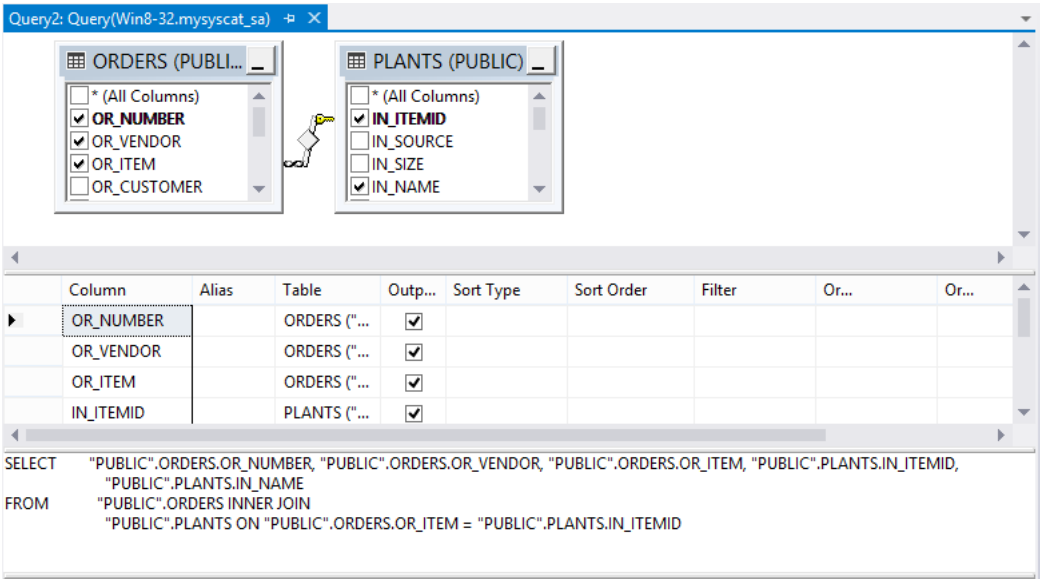 Query2: Query(Win8-32.mysyscat_sa)
ORDERS (PUBLI...
* (All Columns)
OR_NUMBER
OR_VENDOR
OR_ITEM
OR_CUSTOMER
PLANTS (PUBLIC)
* (All Columns)
IN_ITEMID
IN_SOURCE
IN_SIZE
IN_NAME
Column Alias Table Outp... Sort Type Sort Order Filter Or... Or...
OR_NUMBER ORDERS ("...
OR_VENDOR ORDERS ("...
OR_ITEM ORDERS ("...
IN_ITEMID PLANTS ("...
SELECT "PUBLIC".ORDERS.OR_NUMBER, "PUBLIC".ORDERS.OR_VENDOR, "PUBLIC".ORDERS.OR_ITEM, "PUBLIC".PLANTS.IN_ITEMID,
"PUBLIC".PLANTS.IN_NAME
FROM "PUBLIC".ORDERS INNER JOIN
"PUBLIC".PLANTS ON "PUBLIC".ORDERS.OR_ITEM = "PUBLIC".PLANTS.IN_ITEMID